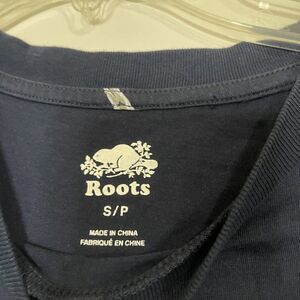 Roots
S/P
MADE IN CHINA
FABRIQUÉ EN CHINE